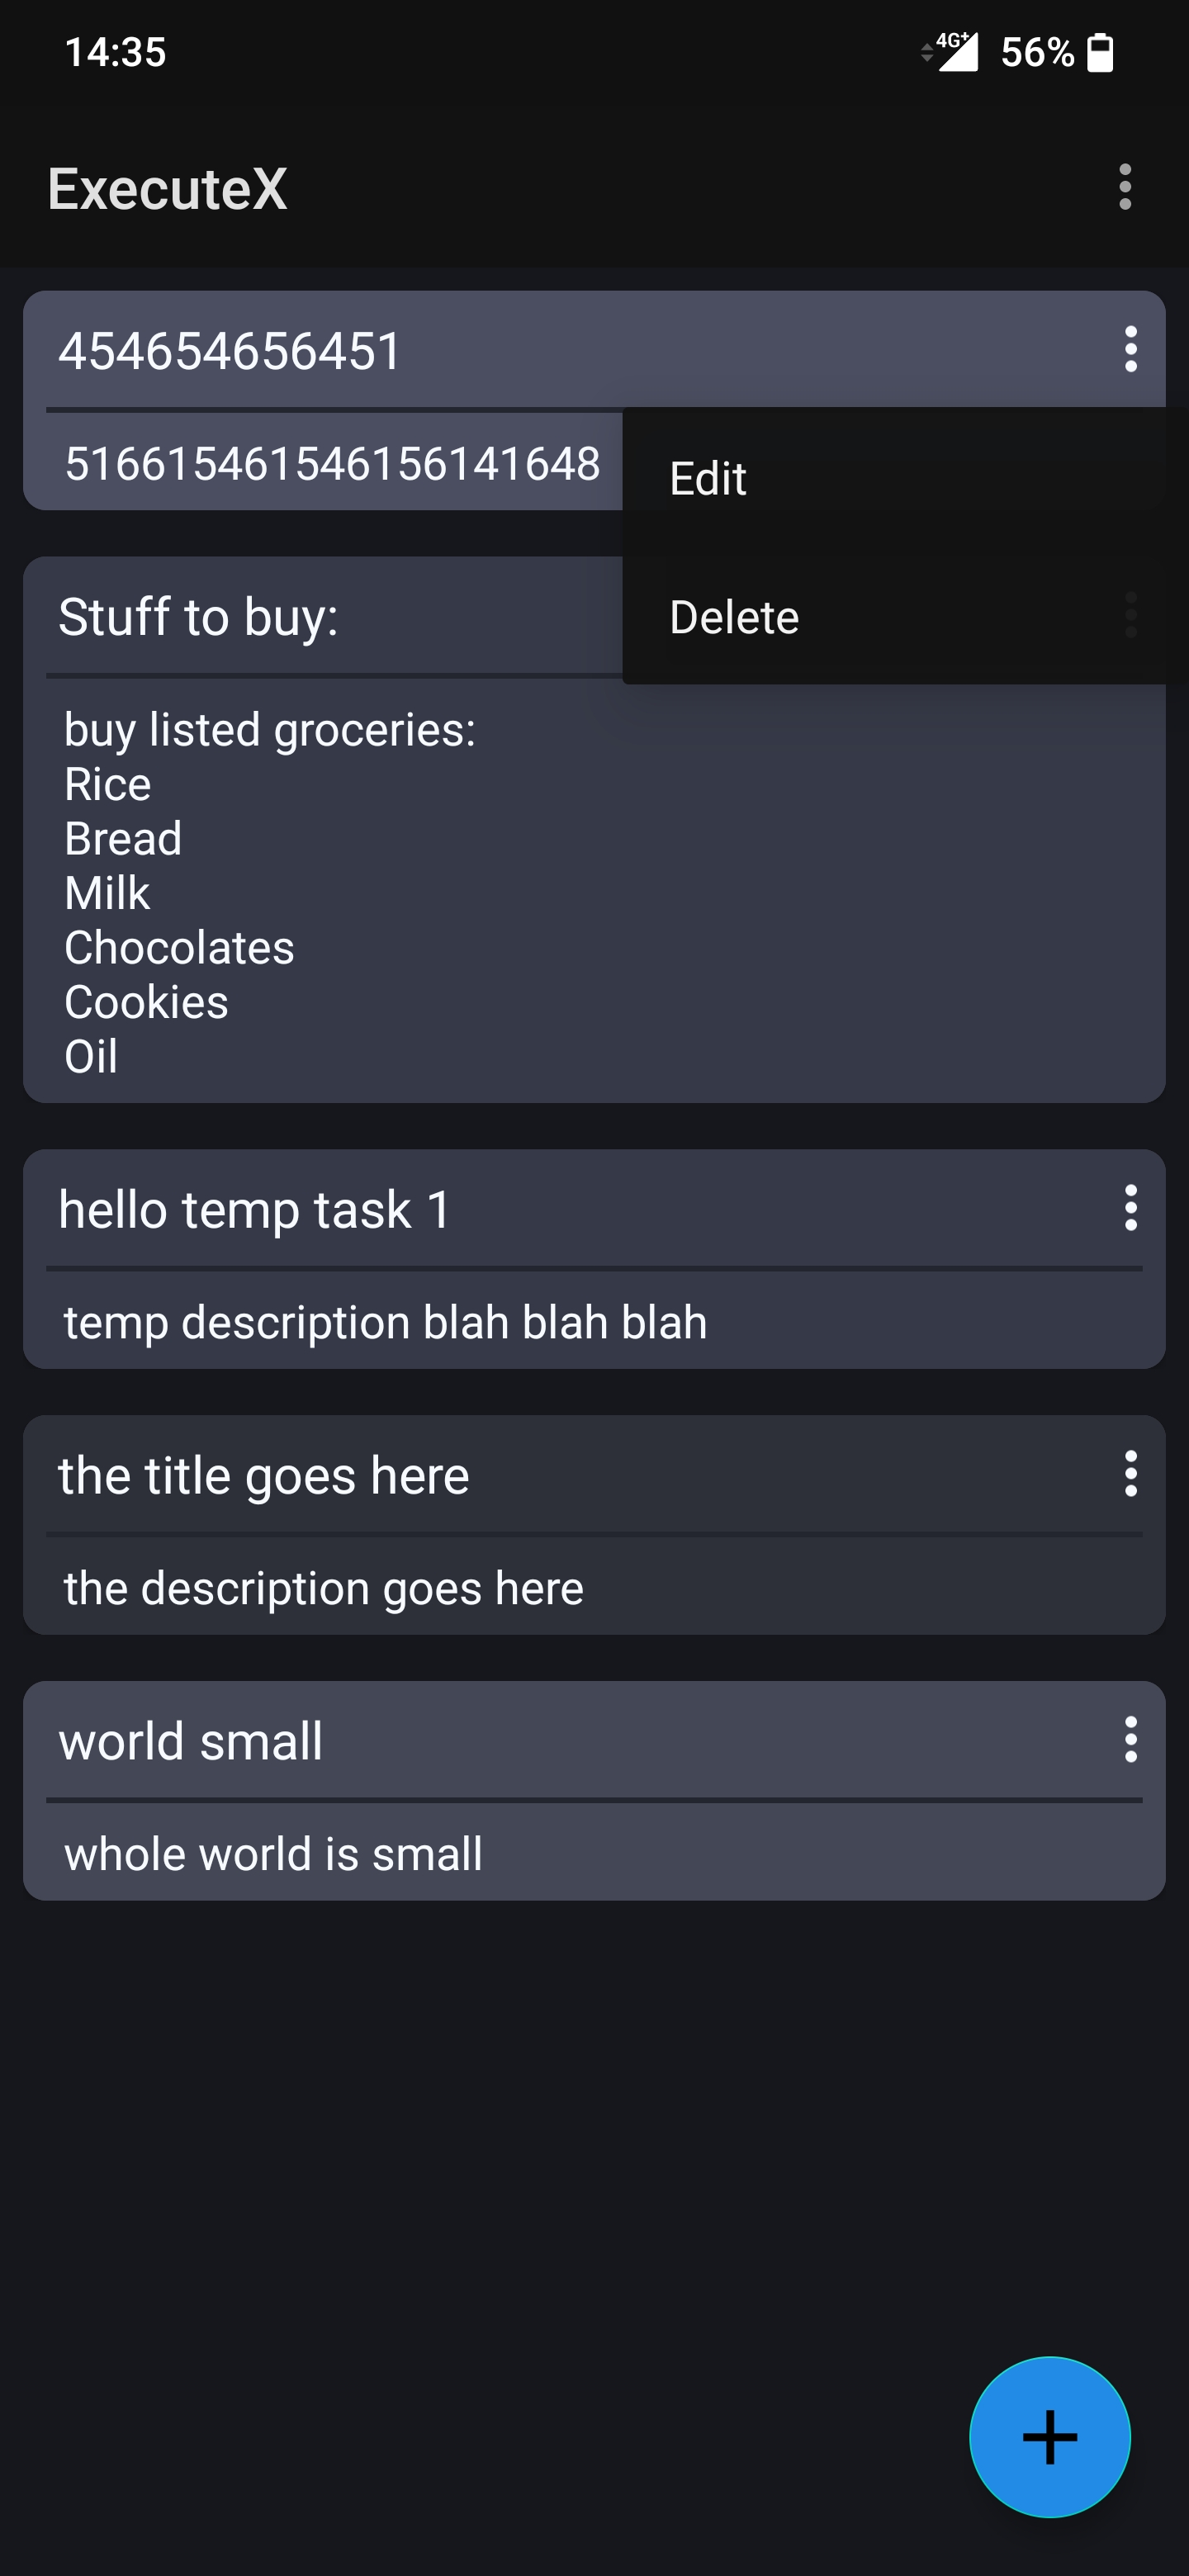 14:35
4G+ 56%
ExecuteX
454654656451
516615461546156141648
Edit
Delete
Stuff to buy:
buy listed groceries:
Rice
Bread
Milk
Chocolates
Cookies
Oil
hello temp task 1
temp description blah blah blah
the title goes here
the description goes here
world small
whole world is small